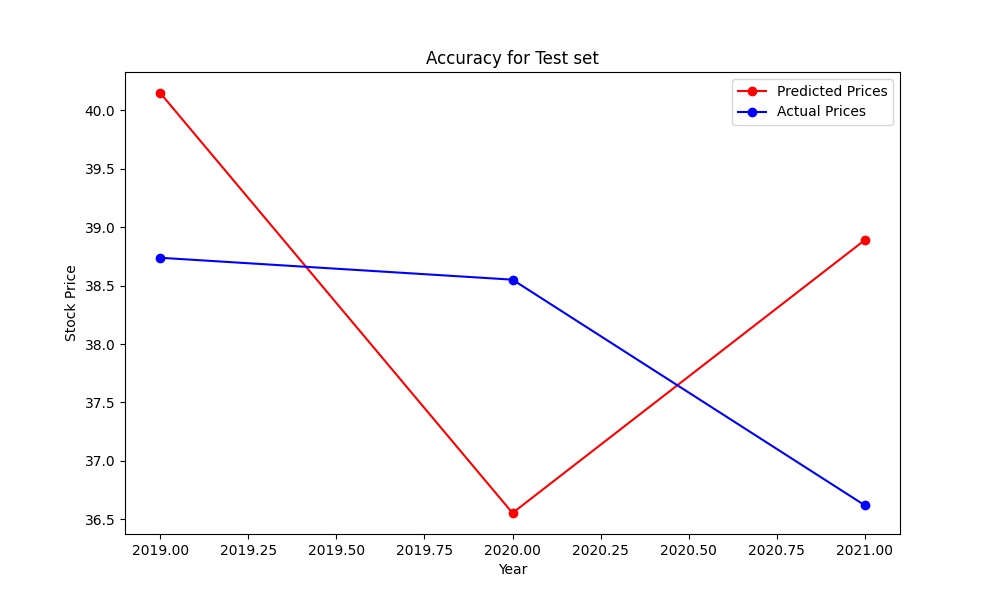 Accuracy for Test set
Predicted Prices
Actual Prices
Stock Price
40.0
39.5
39.0
38.5
38.0
37.5
37.0
36.5
2019.00 2019.25 2019.50 2019.75 2020.00 2020.25 2020.50 2020.75 2021.00
Year